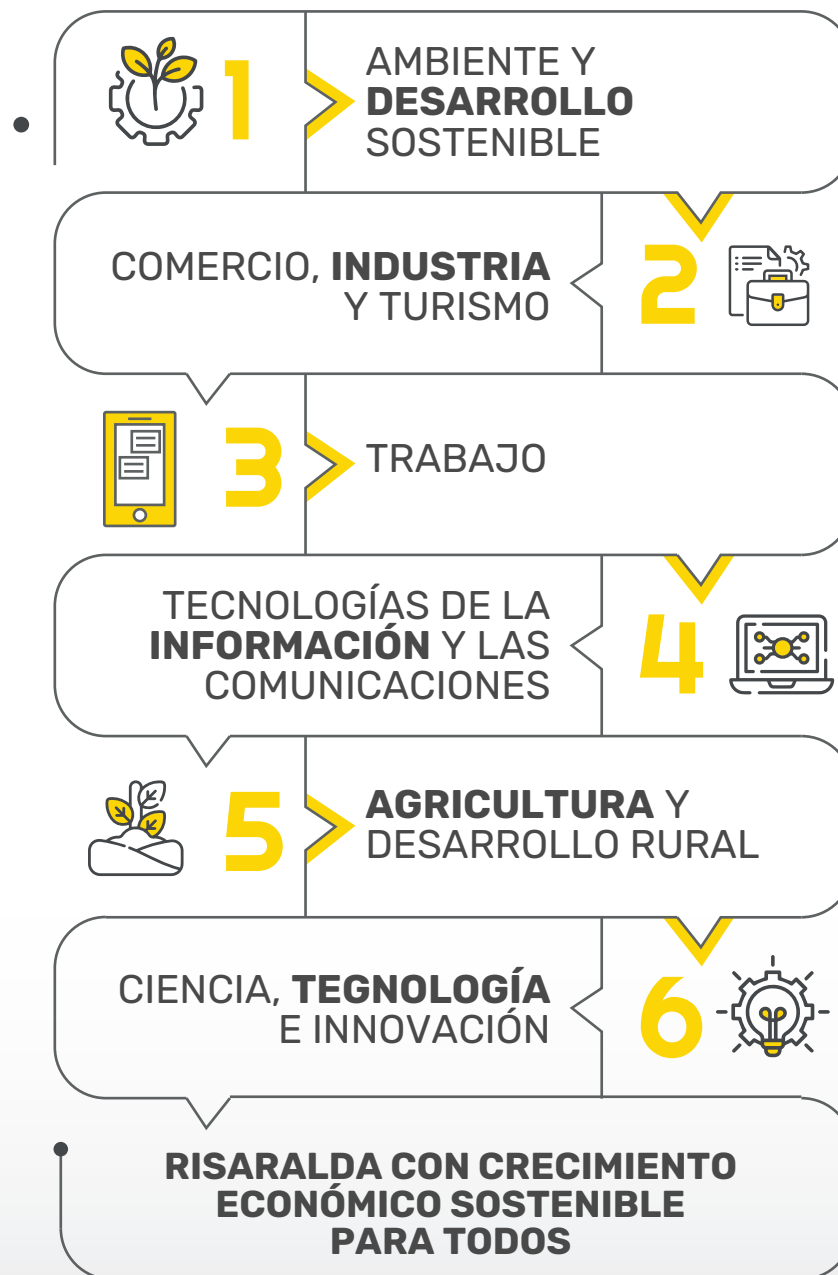 1
AMBIENTE Y
DESARROLLO
SOSTENIBLE
COMERCIO, INDUSTRIA
Y TURISMO
2
3
TRABAJO
TECNOLOGÍAS DE LA
INFORMACIÓN Y LAS
COMUNICACIONES
4
5
AGRICULTURA Y
DESARROLLO RURAL
CIENCIA, TEGNOLOGÍA
E INNOVACIÓN
6
RISARALDA CON CRECIMIENTO
ECONÓMICO SOSTENIBLE
PARA TODOS